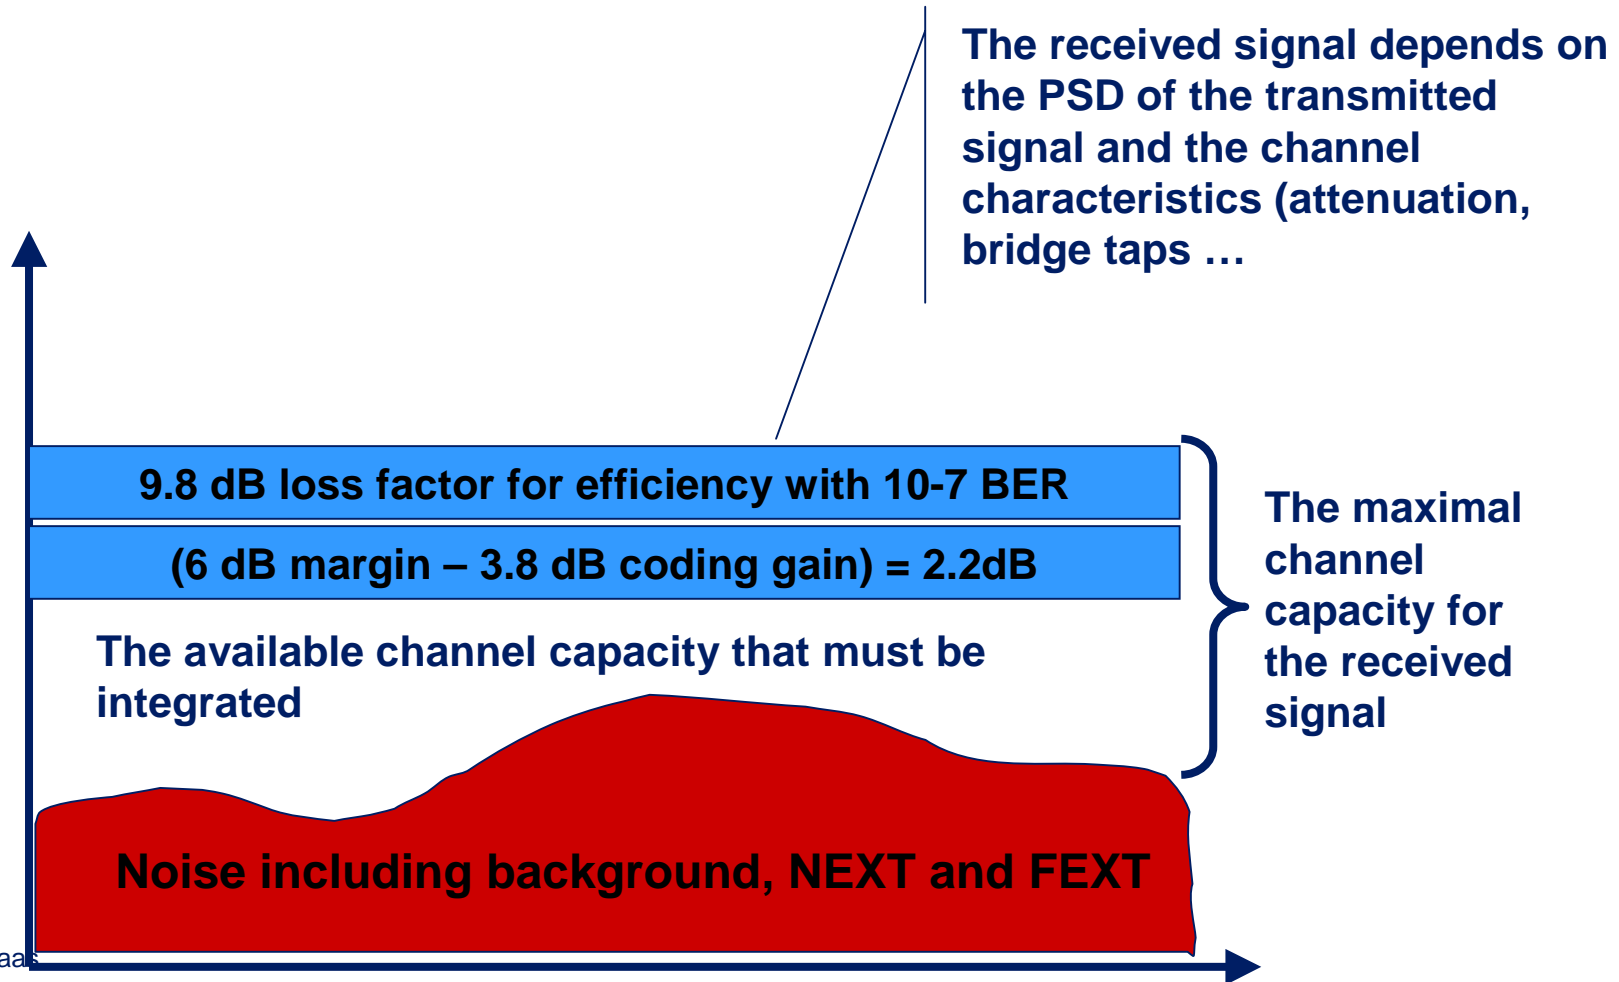 The received signal depends on
the PSD of the transmitted
signal and the channel
characteristics (attenuation,
bridge taps …
9.8 dB loss factor for efficiency with 10-7 BER
(6 dB margin – 3.8 dB coding gain) = 2.2dB
The available channel capacity that must be
integrated
The maximal
channel
capacity for
the received
signal
Noise including background, NEXT and FEXT
aas